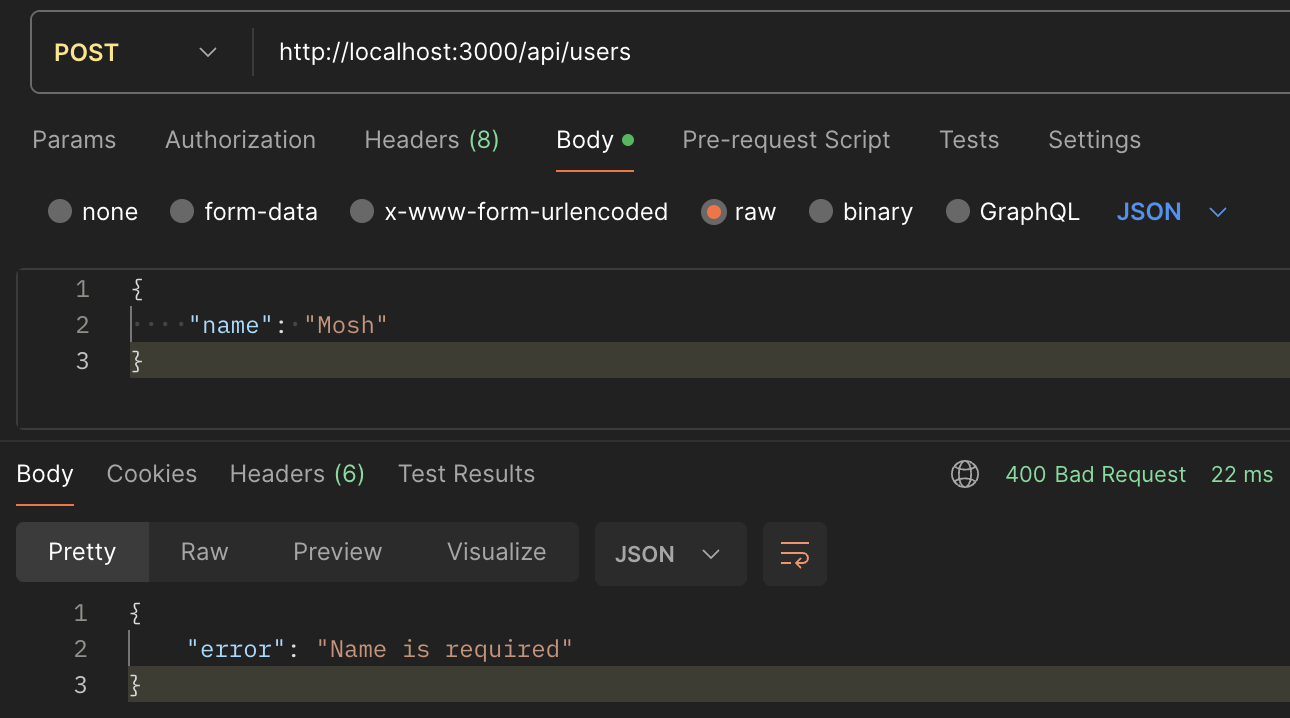 POST http://localhost:3000/api/users
Params Authorization Headers (8) Body Pre-request Script Tests Settings
none form-data x-www-form-urlencoded raw binary GraphQL JSON
1 {
2 "name": "Mosh"
3 }
Body Cookies Headers (6) Test Results 400 Bad Request 22 ms
Pretty Raw Preview Visualize JSON
1 {
2 "error": "Name is required"
3 }